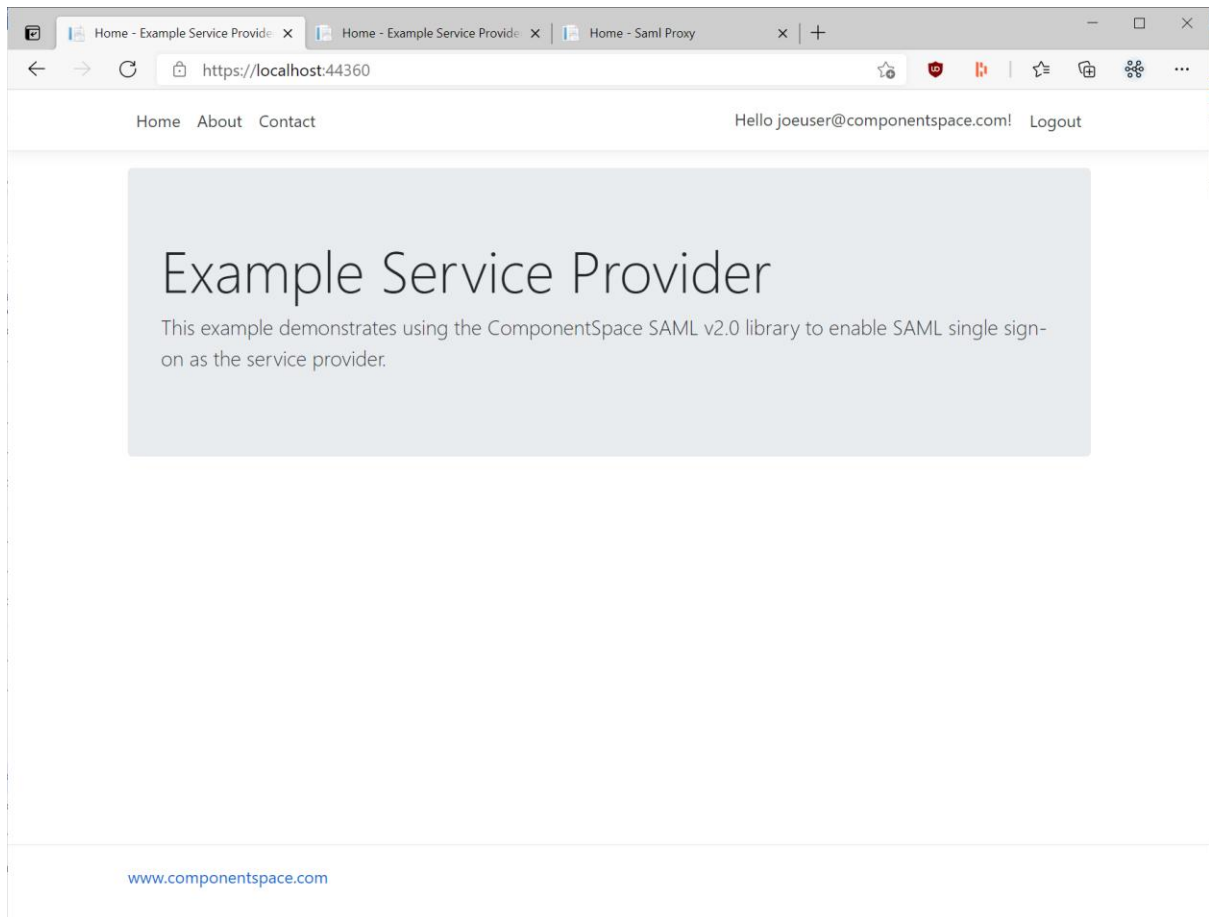 Home - Example Service Provide
Home - Example Service Provide
Home - Saml Proxy
https://localhost:44360
Home About Contact
Hello joeuser@componentspace.com! Logout
Example Service Provider
This example demonstrates using the ComponentSpace SAML v2.0 library to enable SAML single sign-
on as the service provider.
www.componentspace.com